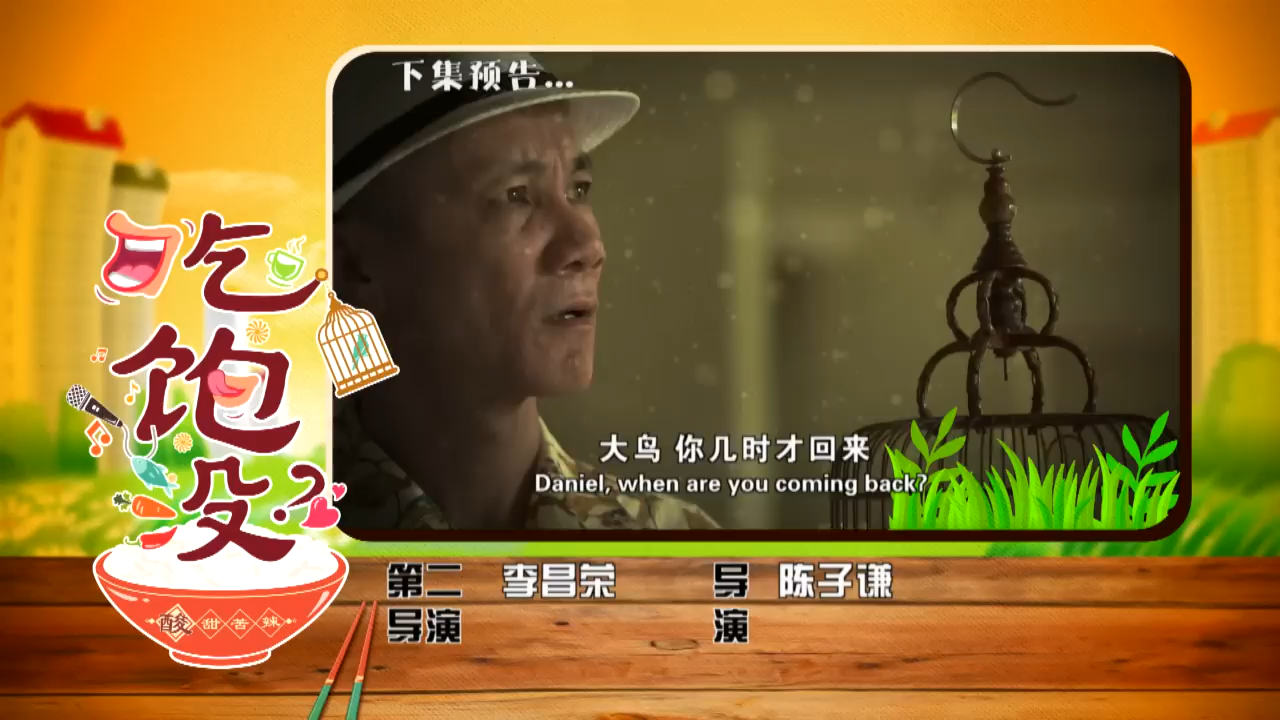 下集预告...
吃
饱
没?
大鸟 你几时才回来
Daniel, when are you coming back?
酸甜苦辣
第二 李昌荣 导 陈子谦
导演 演